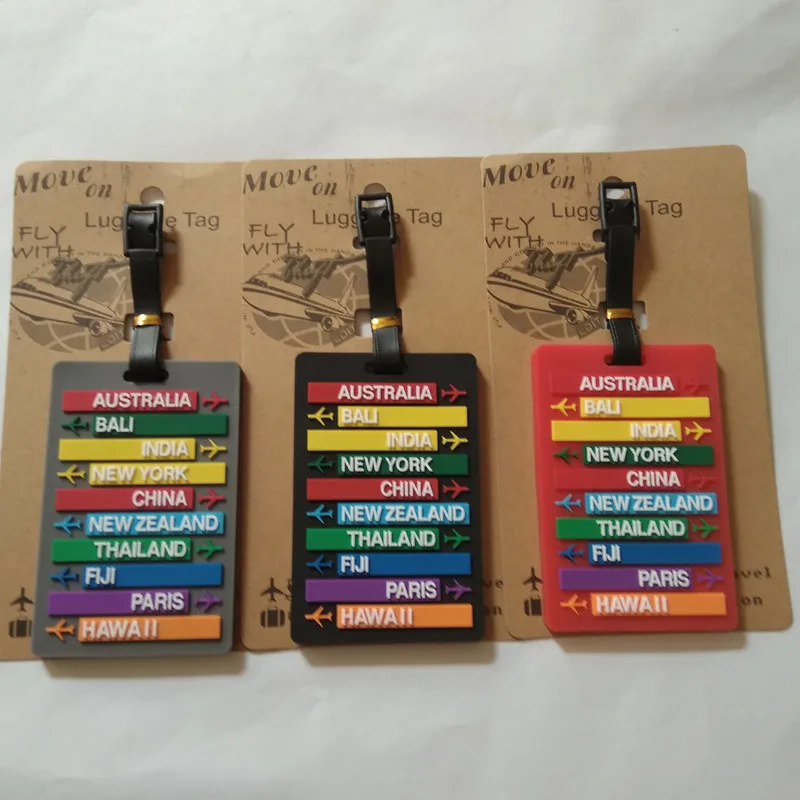 Move on
Luggage Tag
FLY WITH
AUSTRALIA
BALI
INDIA
NEW YORK
CHINA
NEW ZEALAND
THAILAND
FIJI
PARIS
HAWAII
Move on
Luggage Tag
FLY WITH
AUSTRALIA
BALI
INDIA
NEW YORK
CHINA
NEW ZEALAND
THAILAND
FIJI
PARIS
HAWAII
Move on
Luggage Tag
FLY WITH
AUSTRALIA
BALI
INDIA
NEW YORK
CHINA
NEW ZEALAND
THAILAND
FIJI
PARIS
HAWAII